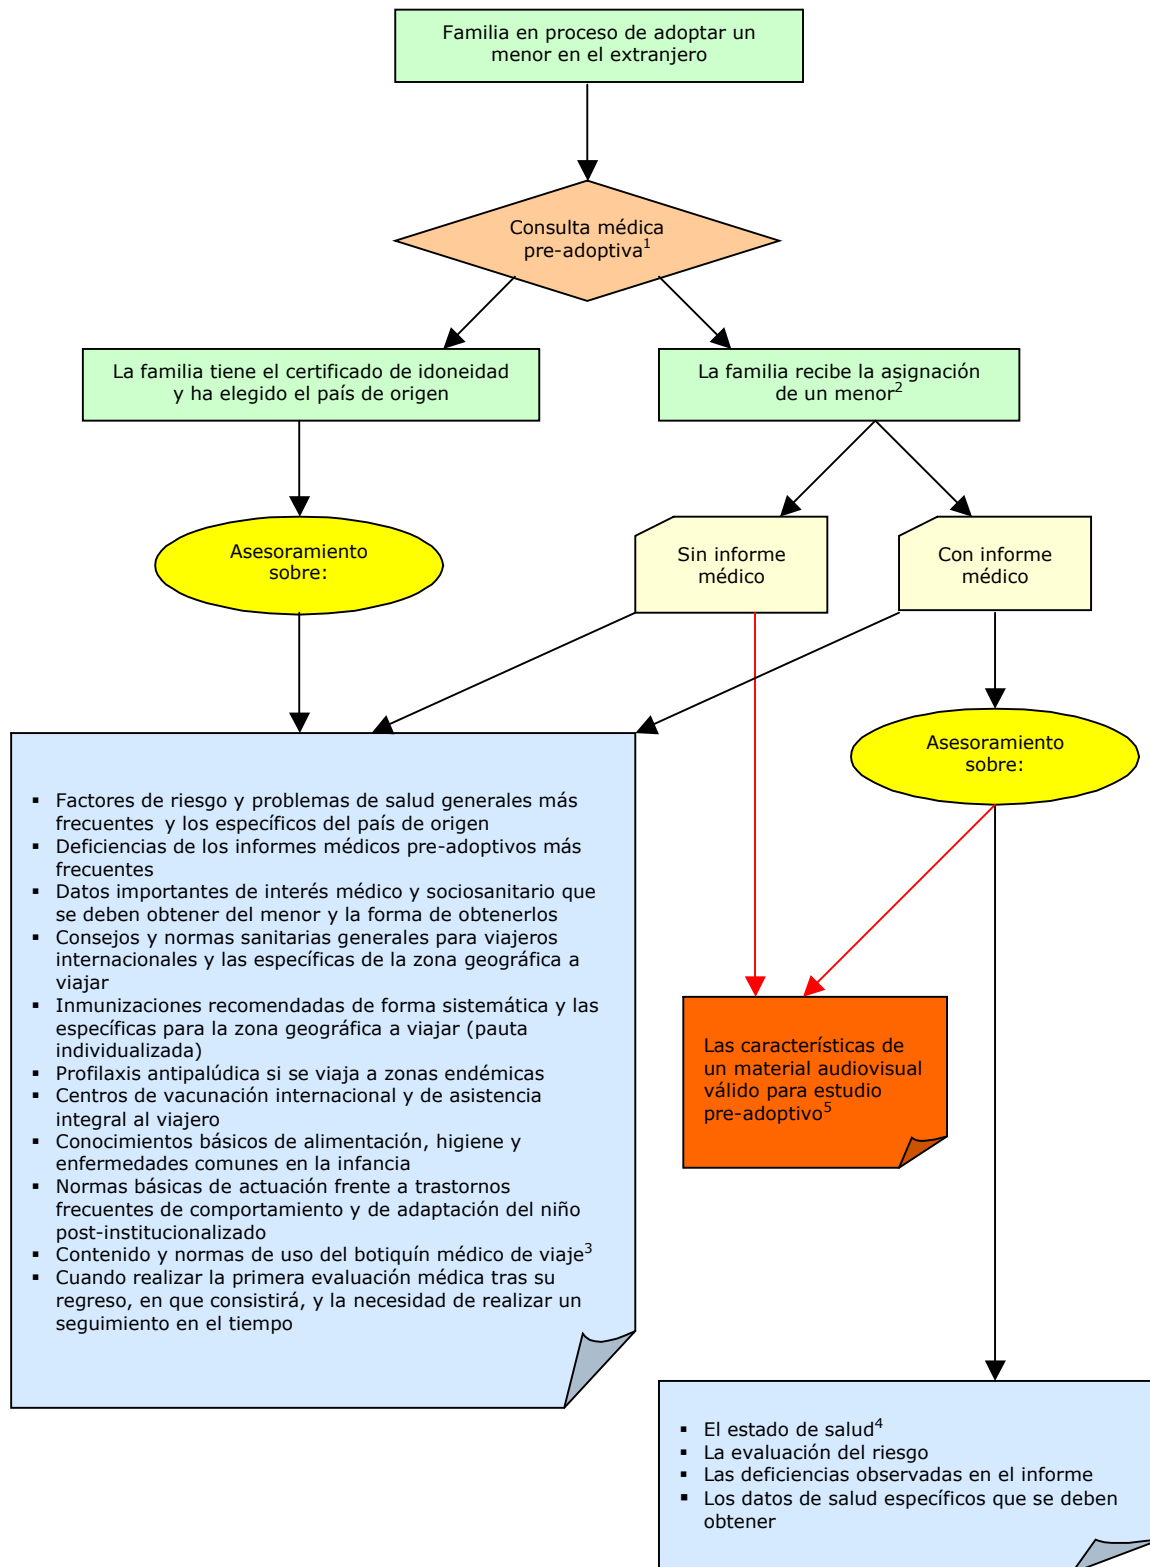 Familia en proceso de adoptar un
menor en el extranjero
Consulta médica
pre-adoptiva¹
La familia tiene el certificado de idoneidad
y ha elegido el país de origen
La familia recibe la asignación
de un menor²
Asesoramiento
sobre:
Sin informe
médico
Con informe
médico
Asesoramiento
sobre:
▪ Factores de riesgo y problemas de salud generales más
frecuentes y los específicos del país de origen
▪ Deficiencias de los informes médicos pre-adoptivos más
frecuentes
▪ Datos importantes de interés médico y sociosanitario que
se deben obtener del menor y la forma de obtenerlos
▪ Consejos y normas sanitarias generales para viajeros
internacionales y las específicas de la zona geográfica a
viajar
▪ Inmunizaciones recomendadas de forma sistemática y las
específicas para la zona geográfica a viajar (pauta
individualizada)
▪ Profilaxis antipalúdica si se viaja a zonas endémicas
▪ Centros de vacunación internacional y de asistencia
integral al viajero
▪ Conocimientos básicos de alimentación, higiene y
enfermedades comunes en la infancia
▪ Normas básicas de actuación frente a trastornos
frecuentes de comportamiento y de adaptación del niño
post-institucionalizado
▪ Contenido y normas de uso del botiquín médico de viaje³
▪ Cuando realizar la primera evaluación médica tras su
regreso, en que consistirá, y la necesidad de realizar un
seguimiento en el tiempo
Las características de
un material audiovisual
válido para estudio
pre-adoptivo⁵
▪ El estado de salud⁴
▪ La evaluación del riesgo
▪ Las deficiencias observadas en el informe
▪ Los datos de salud específicos que se deben
obtener